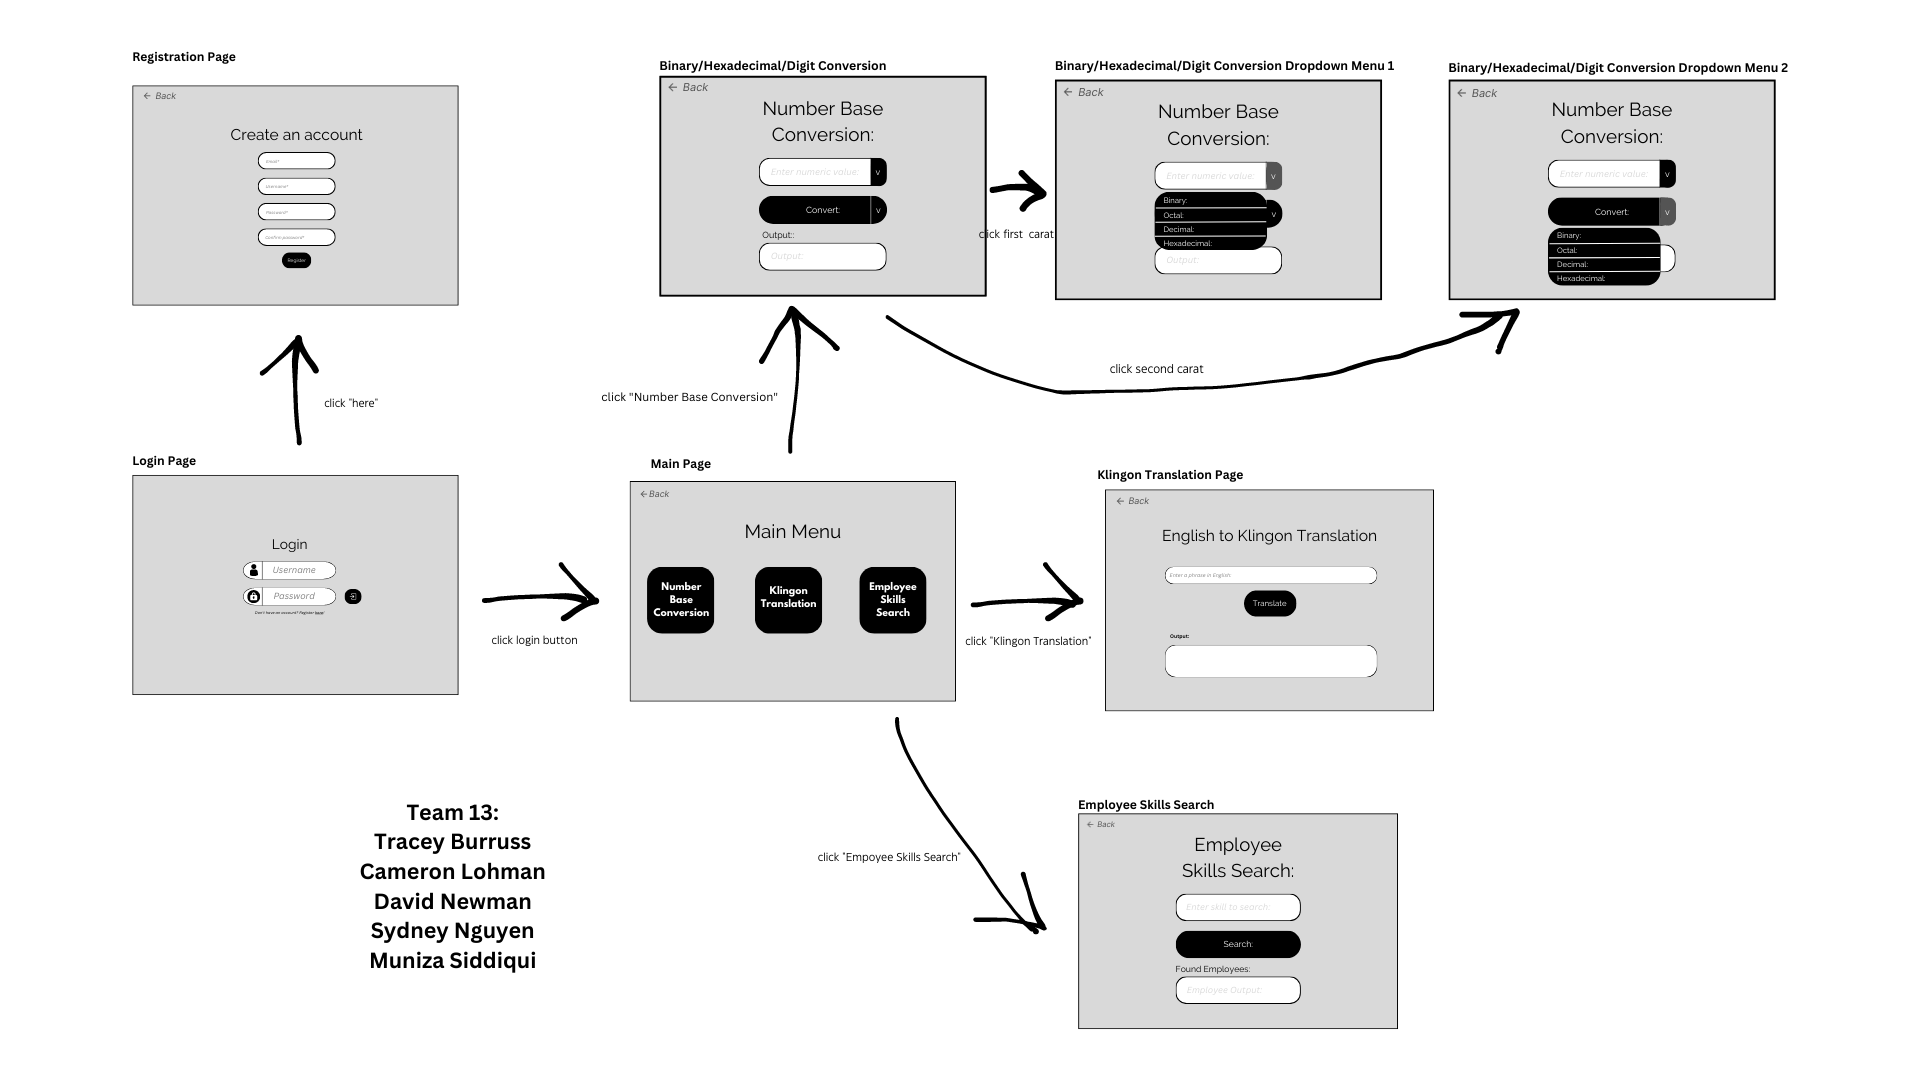 Registration Page
← Back
Create an account
Email*
Username*
Password*
Confirm password*
Register
click "here"
Login Page
Login
Username
Password
Don't have an account? Register here!
click login button
Binary/Hexadecimal/Digit Conversion
← Back
Number Base
Conversion:
Enter numeric value:
V
Convert:
V
Output::
Output:
click first carat
Binary/Hexadecimal/Digit Conversion Dropdown Menu 1
← Back
Number Base
Conversion:
Enter numeric value:
V
Binary:
Octal:
V
Decimal:
Hexadecimal:
Output:
Binary/Hexadecimal/Digit Conversion Dropdown Menu 2
← Back
Number Base
Conversion:
Enter numeric value:
V
Convert:
V
Binary:
Octal:
Decimal:
Hexadecimal:
click second carat
click "Number Base Conversion"
Main Page
← Back
Main Menu
Number
Base
Conversion
Klingon
Translation
Employee
Skills
Search
click "Klingon Translation"
Klingon Translation Page
← Back
English to Klingon Translation
Enter a phrase in English:
Translate
Output:
click "Empoyee Skills Search"
Employee Skills Search
← Back
Employee
Skills Search:
Enter skill to search:
Search:
Found Employees:
Employee Output:
Team 13:
Tracey Burruss
Cameron Lohman
David Newman
Sydney Nguyen
Muniza Siddiqui